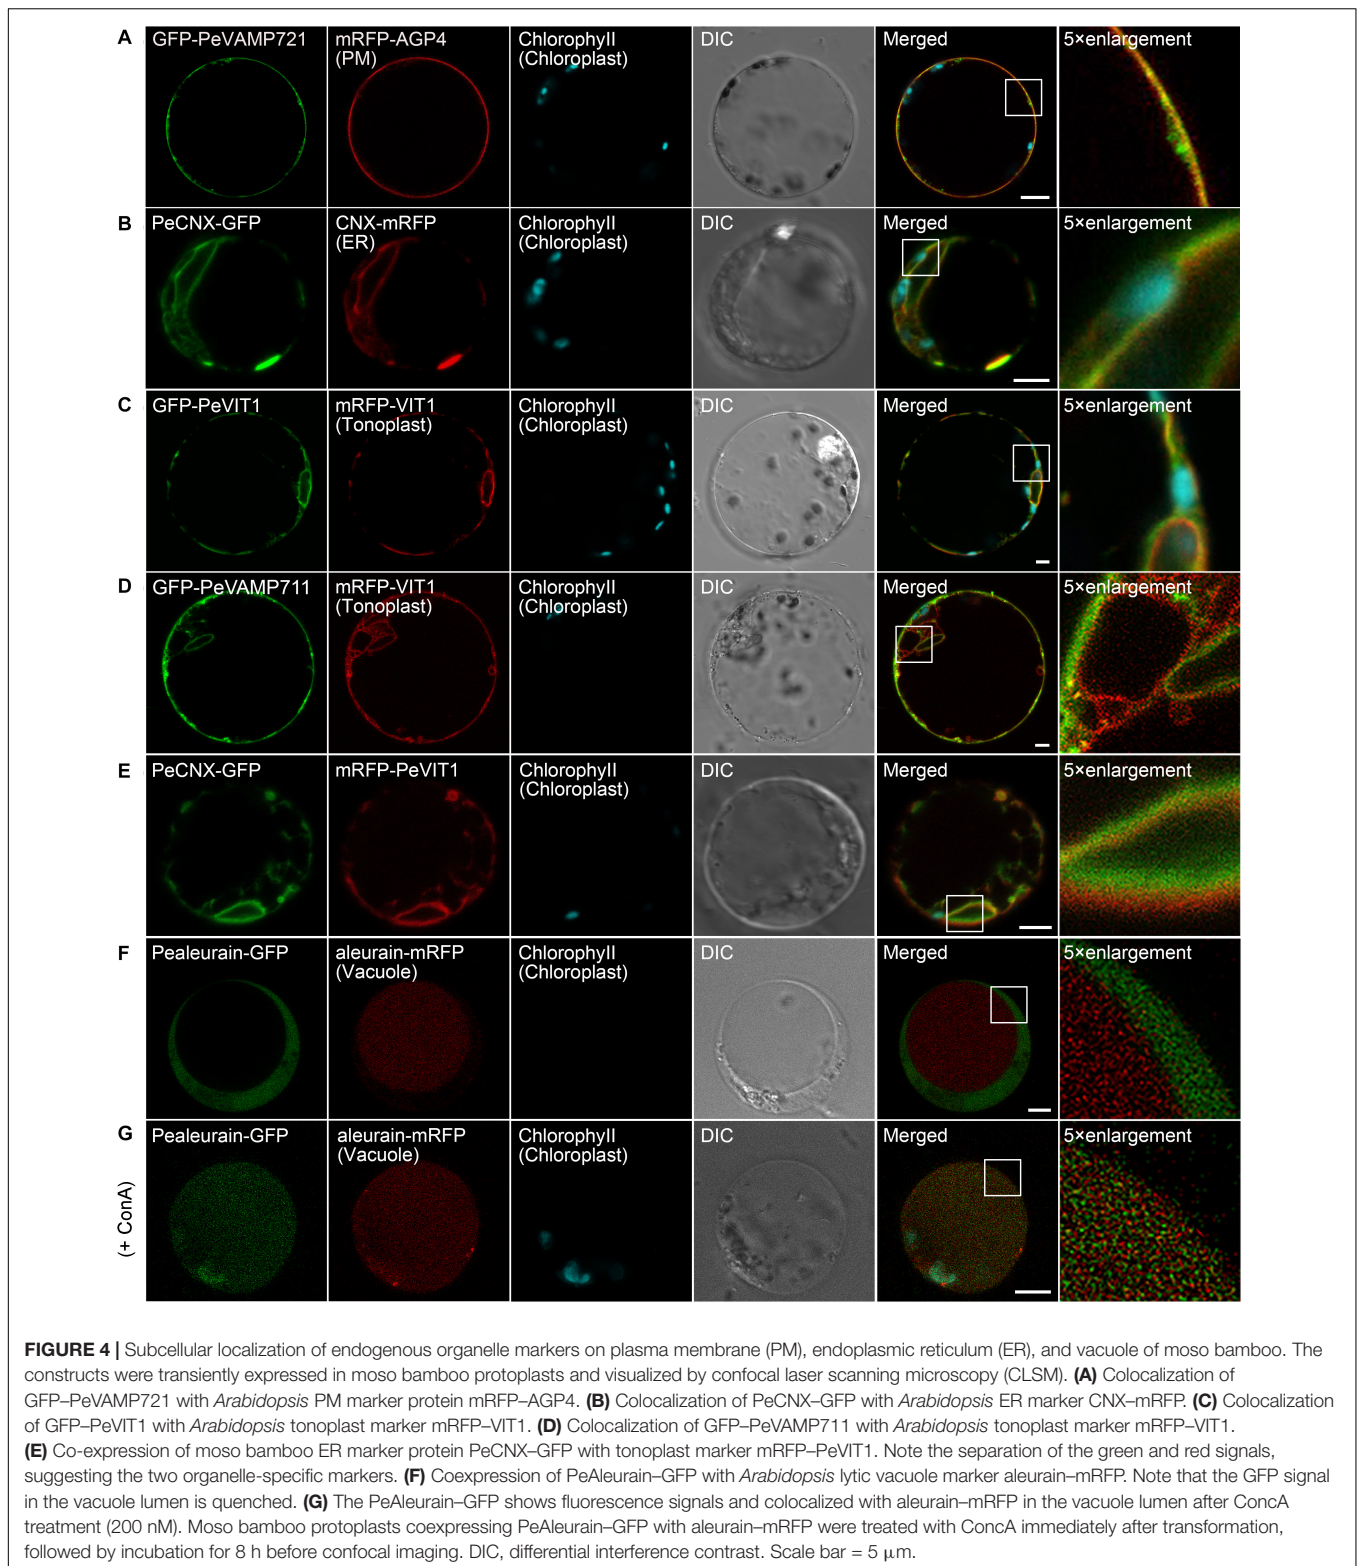 A GFP-PeVAMP721 mRFP-AGP4 Chlorophyll DIC Merged 5×enlargement
(PM) (Chloroplast)
B PeCNX-GFP CNX-mRFP Chlorophyll DIC Merged 5×enlargement
(ER) (Chloroplast)
C GFP-PeVIT1 mRFP-VIT1 Chlorophyll DIC Merged 5×enlargement
(Tonoplast) (Chloroplast)
D GFP-PeVAMP711 mRFP-VIT1 Chlorophyll DIC Merged 5×enlargement
(Tonoplast) (Chloroplast)
E PeCNX-GFP mRFP-PeVIT1 Chlorophyll DIC Merged 5×enlargement
(Chloroplast)
F Pealeurain-GFP aleurain-mRFP Chlorophyll DIC Merged 5×enlargement
(Vacuole) (Chloroplast)
G Pealeurain-GFP aleurain-mRFP Chlorophyll DIC Merged 5×enlargement
(Vacuole) (Chloroplast)
(+ ConA)
FIGURE 4 | Subcellular localization of endogenous organelle markers on plasma membrane (PM), endoplasmic reticulum (ER), and vacuole of moso bamboo. The
constructs were transiently expressed in moso bamboo protoplasts and visualized by confocal laser scanning microscopy (CLSM). (A) Colocalization of
GFP–PeVAMP721 with Arabidopsis PM marker protein mRFP–AGP4. (B) Colocalization of PeCNX–GFP with Arabidopsis ER marker CNX–mRFP. (C) Colocalization
of GFP–PeVIT1 with Arabidopsis tonoplast marker mRFP–VIT1. (D) Colocalization of GFP–PeVAMP711 with Arabidopsis tonoplast marker mRFP–VIT1.
(E) Co-expression of moso bamboo ER marker protein PeCNX–GFP with tonoplast marker mRFP–PeVIT1. Note the separation of the green and red signals,
suggesting the two organelle-specific markers. (F) Coexpression of PeAleurain–GFP with Arabidopsis lytic vacuole marker aleurain–mRFP. Note that the GFP signal
in the vacuole lumen is quenched. (G) The PeAleurain–GFP shows fluorescence signals and colocalized with aleurain–mRFP in the vacuole lumen after ConcA
treatment (200 nM). Moso bamboo protoplasts coexpressing PeAleurain–GFP with aleurain–mRFP were treated with ConcA immediately after transformation,
followed by incubation for 8 h before confocal imaging. DIC, differential interference contrast. Scale bar = 5 μm.